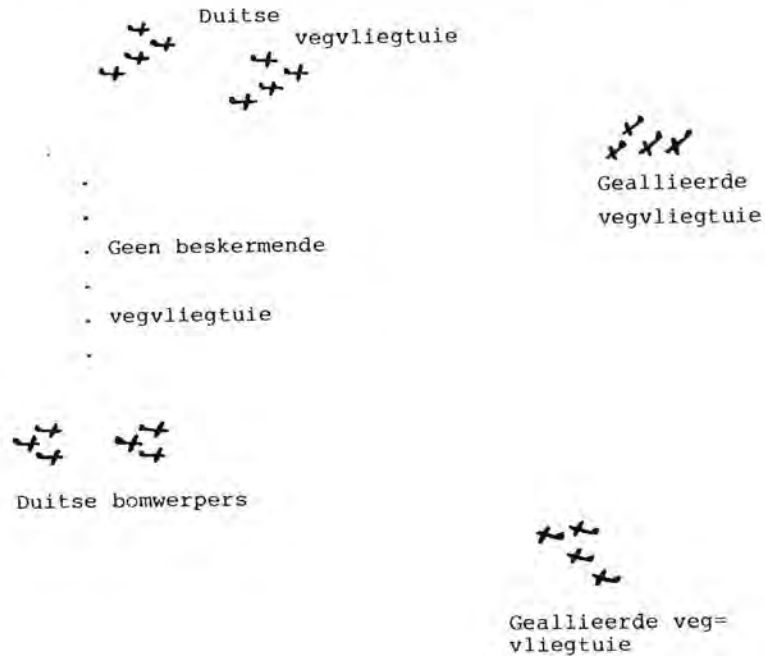 Duitse
vegvliegtuie
Geallieerde
vegvliegtuie
Geen beskermende
vegvliegtuie
Duitse bomwerpers
Geallieerde veg=
vliegtuie